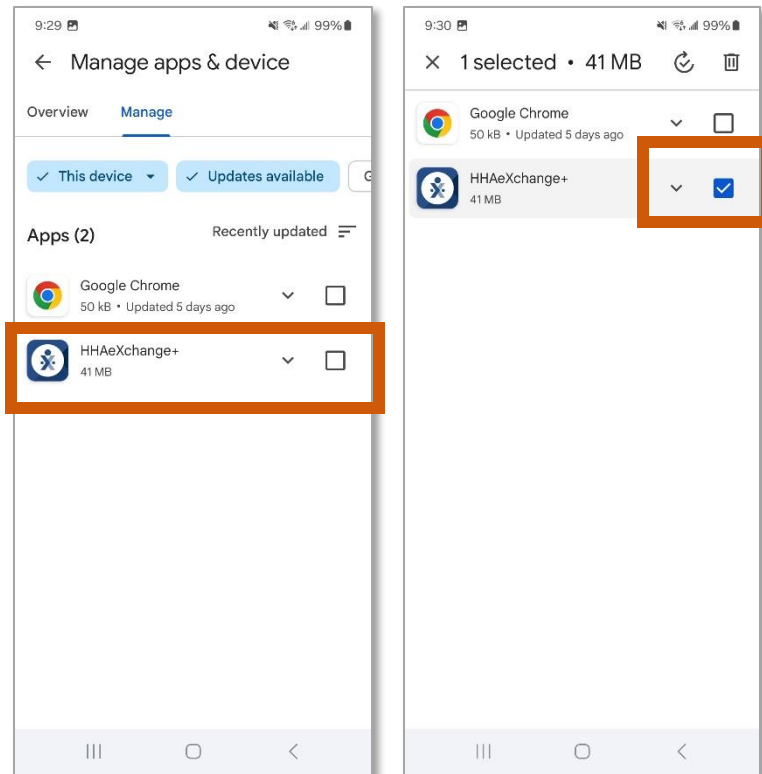 9:29 99%
Manage apps & device
Overview Manage
This device Updates available G
Apps (2) Recently updated
Google Chrome
50 kB • Updated 5 days ago
HHAeXchange+
41 MB
9:30 99%
1 selected • 41 MB
Google Chrome
50 kB • Updated 5 days ago
HHAeXchange+
41 MB